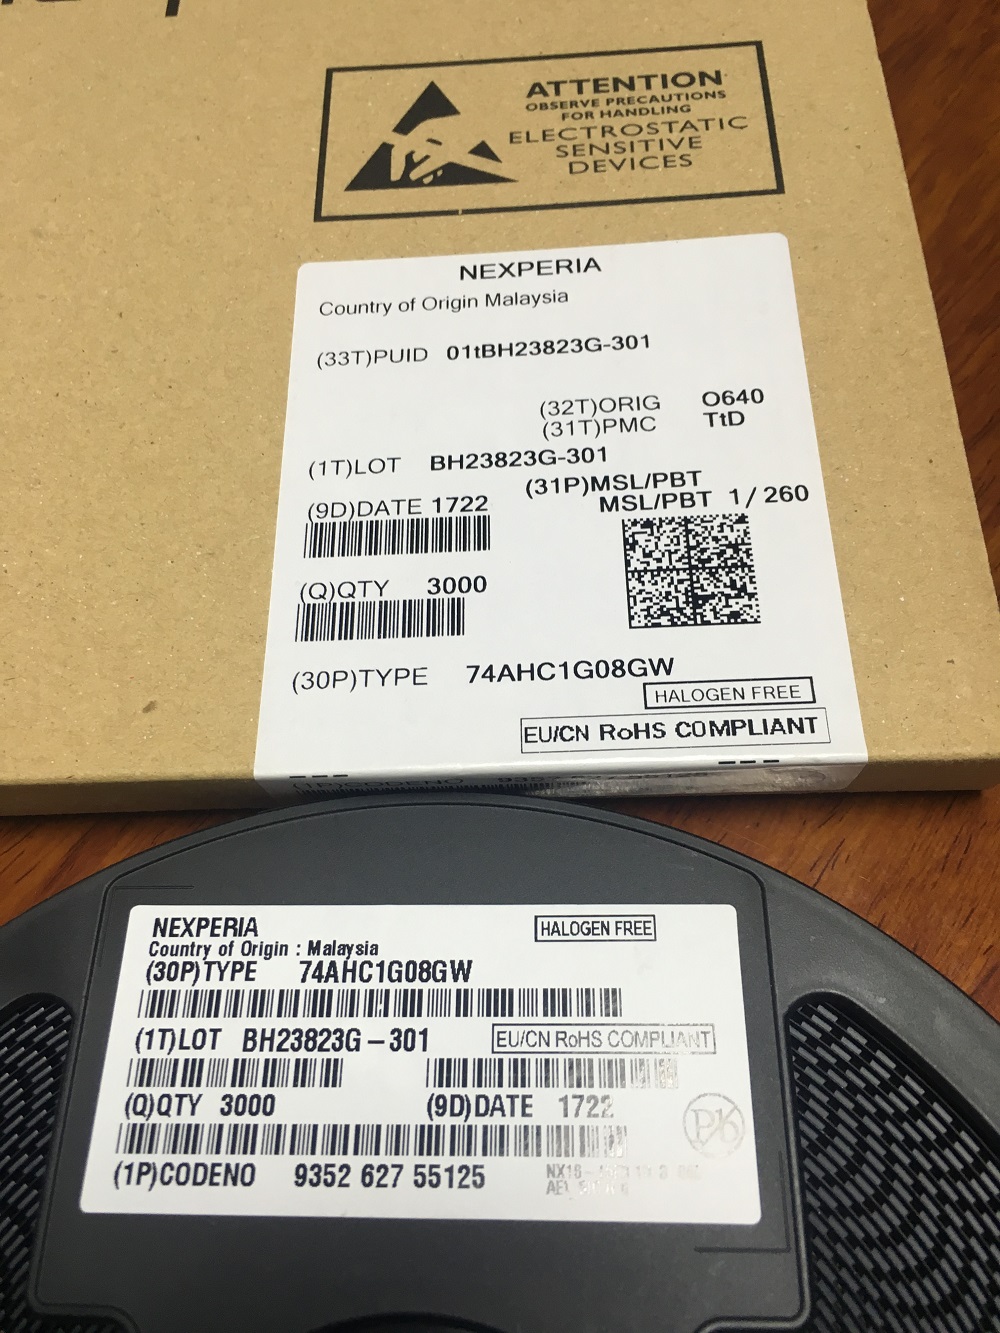 ATTENTION
OBSERVE PRECAUTIONS
FOR HANDLING
ELECTROSTATIC
SENSITIVE
DEVICES
NEXPERIA
Country of Origin Malaysia
(33T)PUID 01tBH23823G-301
(32T)ORIG O640
(31T)PMC TtD
(1T)LOT BH23823G-301
(31P)MSL/PBT
(9D)DATE 1722
MSL/PBT 1/260
(Q)QTY 3000
(30P)TYPE 74AHC1G08GW
HALOGEN FREE
EU/CN RoHS COMPLIANT
(1P)CODENO
NEXPERIA
HALOGEN FREE
Country of Origin : Malaysia
(30P)TYPE 74AHC1G08GW
(1T)LOT BH23823G-301
EU/CN RoHS COMPLIANT
(Q)QTY 3000
(9D)DATE 1722
(1P)CODENO 9352 627 55125